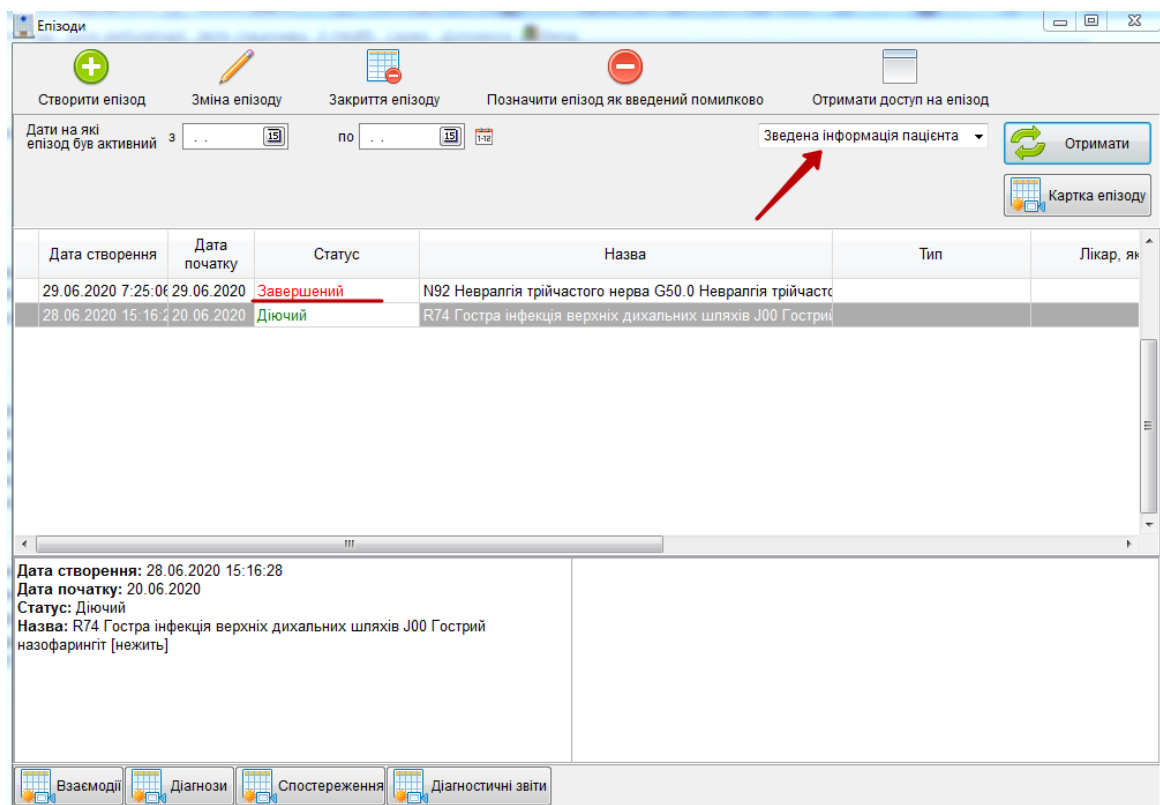 Епізоди
Створити епізод
Зміна епізоду
Закриття епізоду
Позначити епізод як введений помилково
Отримати доступ на епізод
Дати на які
епізод був активний
з . . 15 по . . 15 1-12
Зведена інформація пацієнта
Отримати
Картка епізоду
Дата створення Дата початку Статус Назва Тип Лікар, як
29.06.2020 7:25:06 29.06.2020 Завершений N92 Невралгія трійчастого нерва G50.0 Невралгія трійчасто
28.06.2020 15:16:2 20.06.2020 Діючий R74 Гостра інфекція верхніх дихальних шляхів J00 Гострий
Дата створення: 28.06.2020 15:16:28
Дата початку: 20.06.2020
Статус: Діючий
Назва: R74 Гостра інфекція верхніх дихальних шляхів J00 Гострий
назофарингіт [нежить]
Взаємодії Діагнози Спостереження Діагностичні звіти